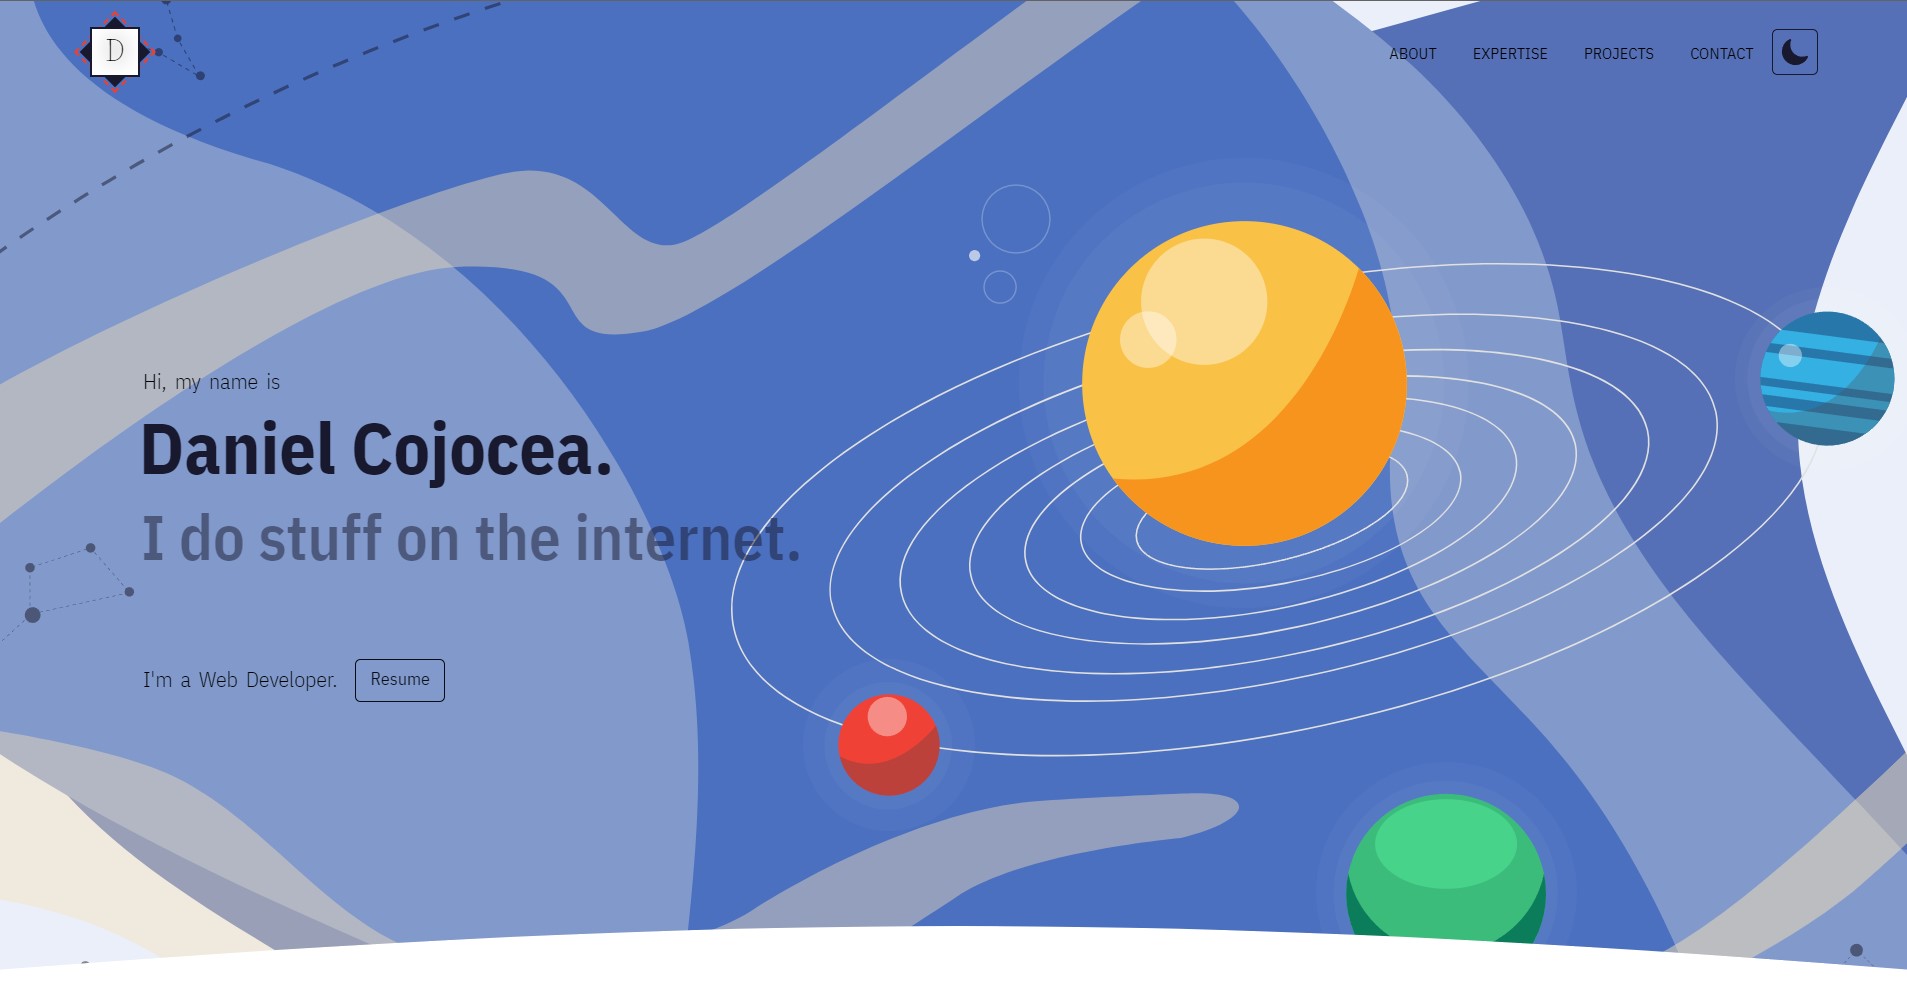 D
ABOUT EXPERTISE PROJECTS CONTACT
Hi, my name is
Daniel Cojocea.
I do stuff on the internet.
I'm a Web Developer. Resume